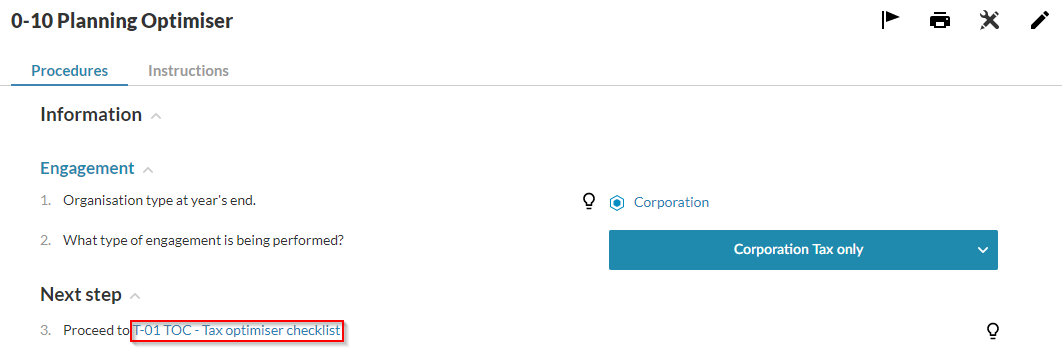 0-10 Planning Optimiser
Procedures Instructions
Information
Engagement
1. Organisation type at year's end. Corporation
2. What type of engagement is being performed? Corporation Tax only
Next step
3. Proceed to T-01 TOC - Tax optimiser checklist